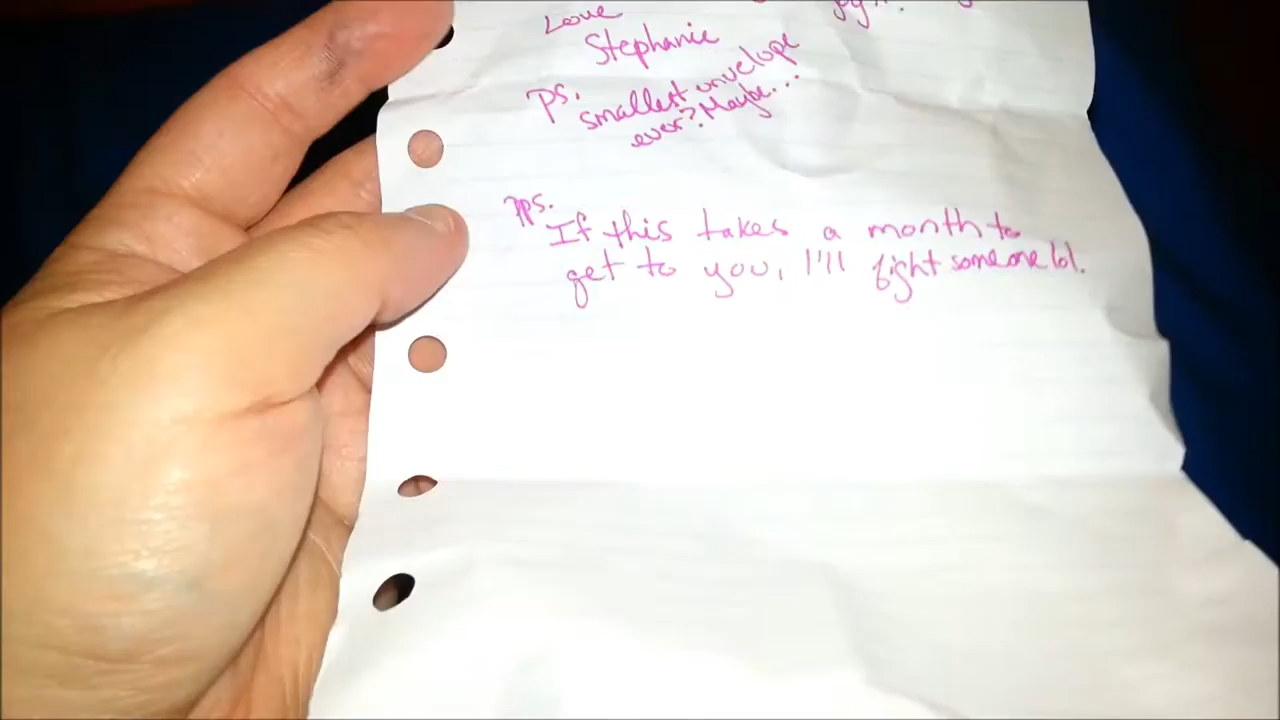 Love
Stephanie
ps.
smallest envelope
ever? Maybe...
pps.
If this takes a month to
get to you, I'll fight someone lol.